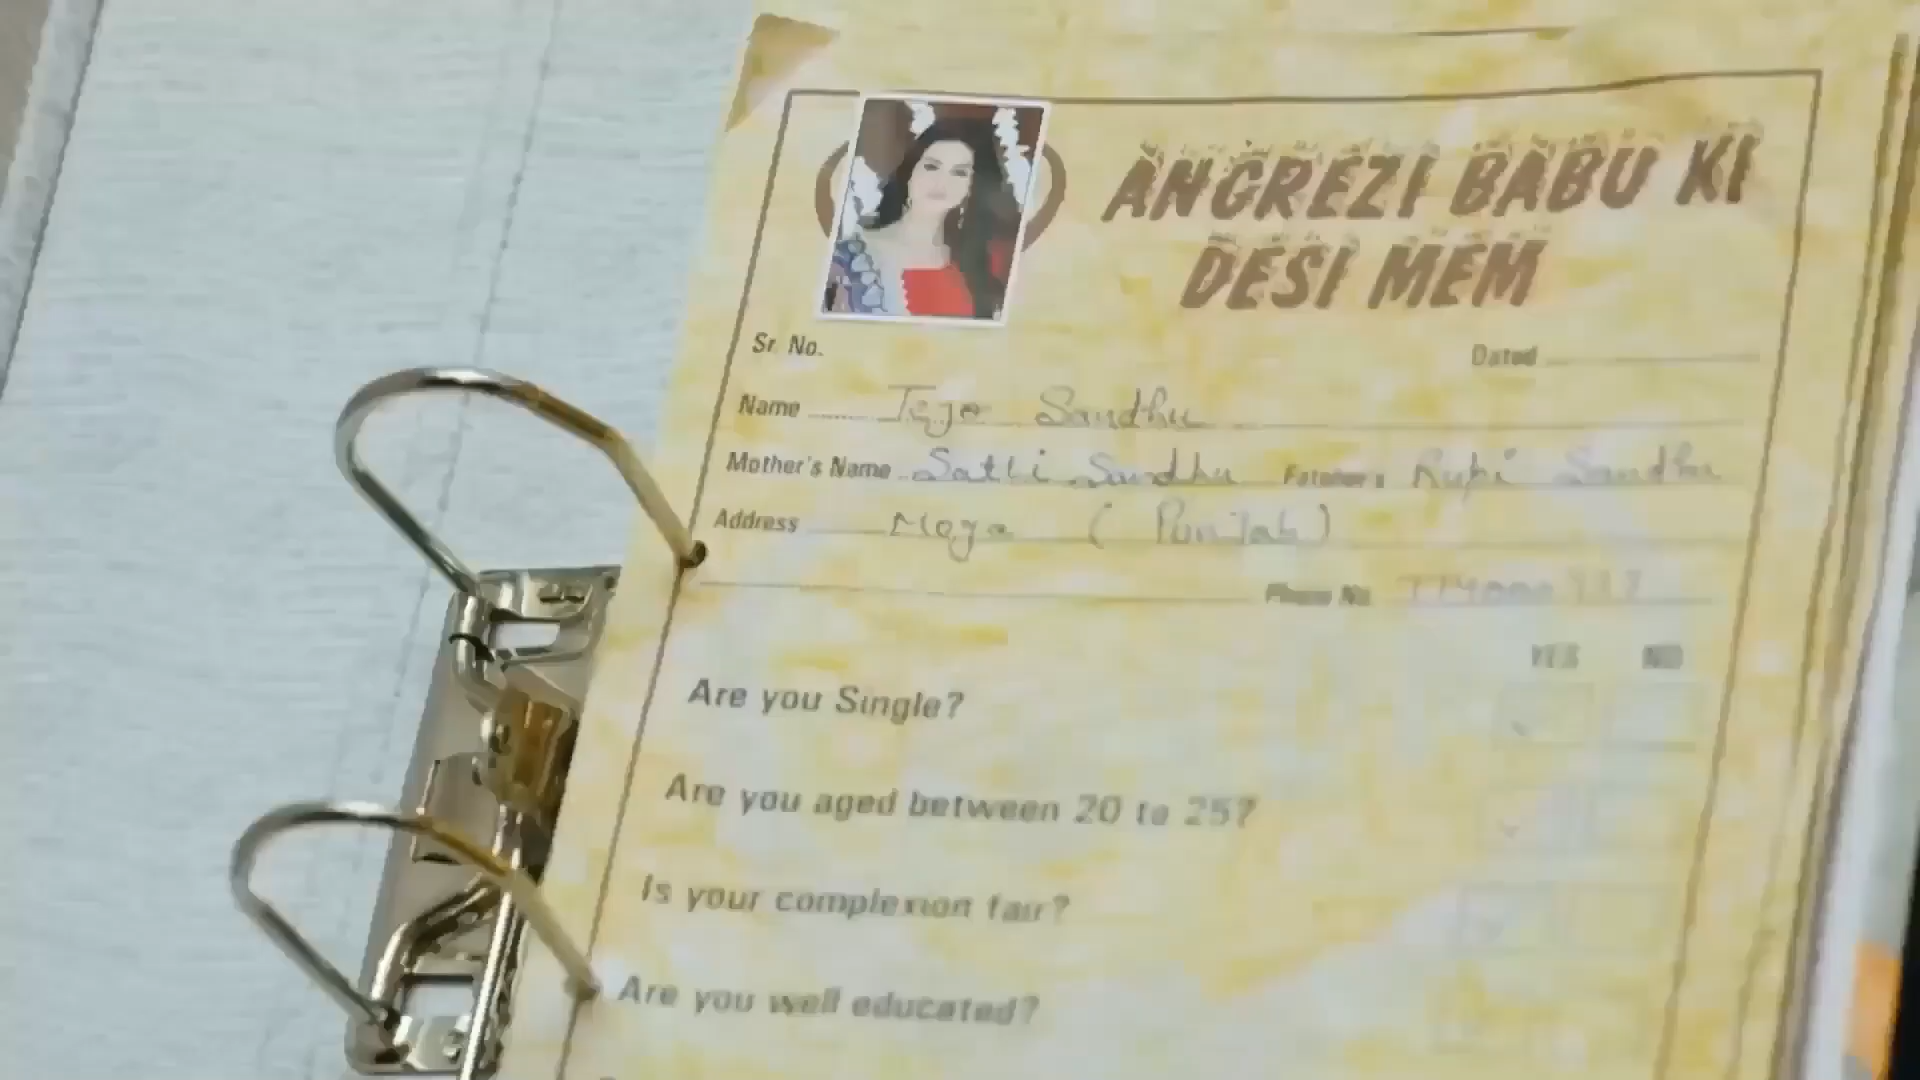 ANGREZI BABU KI
DESI MEM
Sr. No.
Dated
Name Teja Sandhu
Mother's Name Satti Sandhu Father's Rupi Sandhu
Address Moga (Punjab)
Phone No.
YES NO
Are you Single?
Are you aged between 20 to 25?
Is your complexion fair?
Are you well educated?